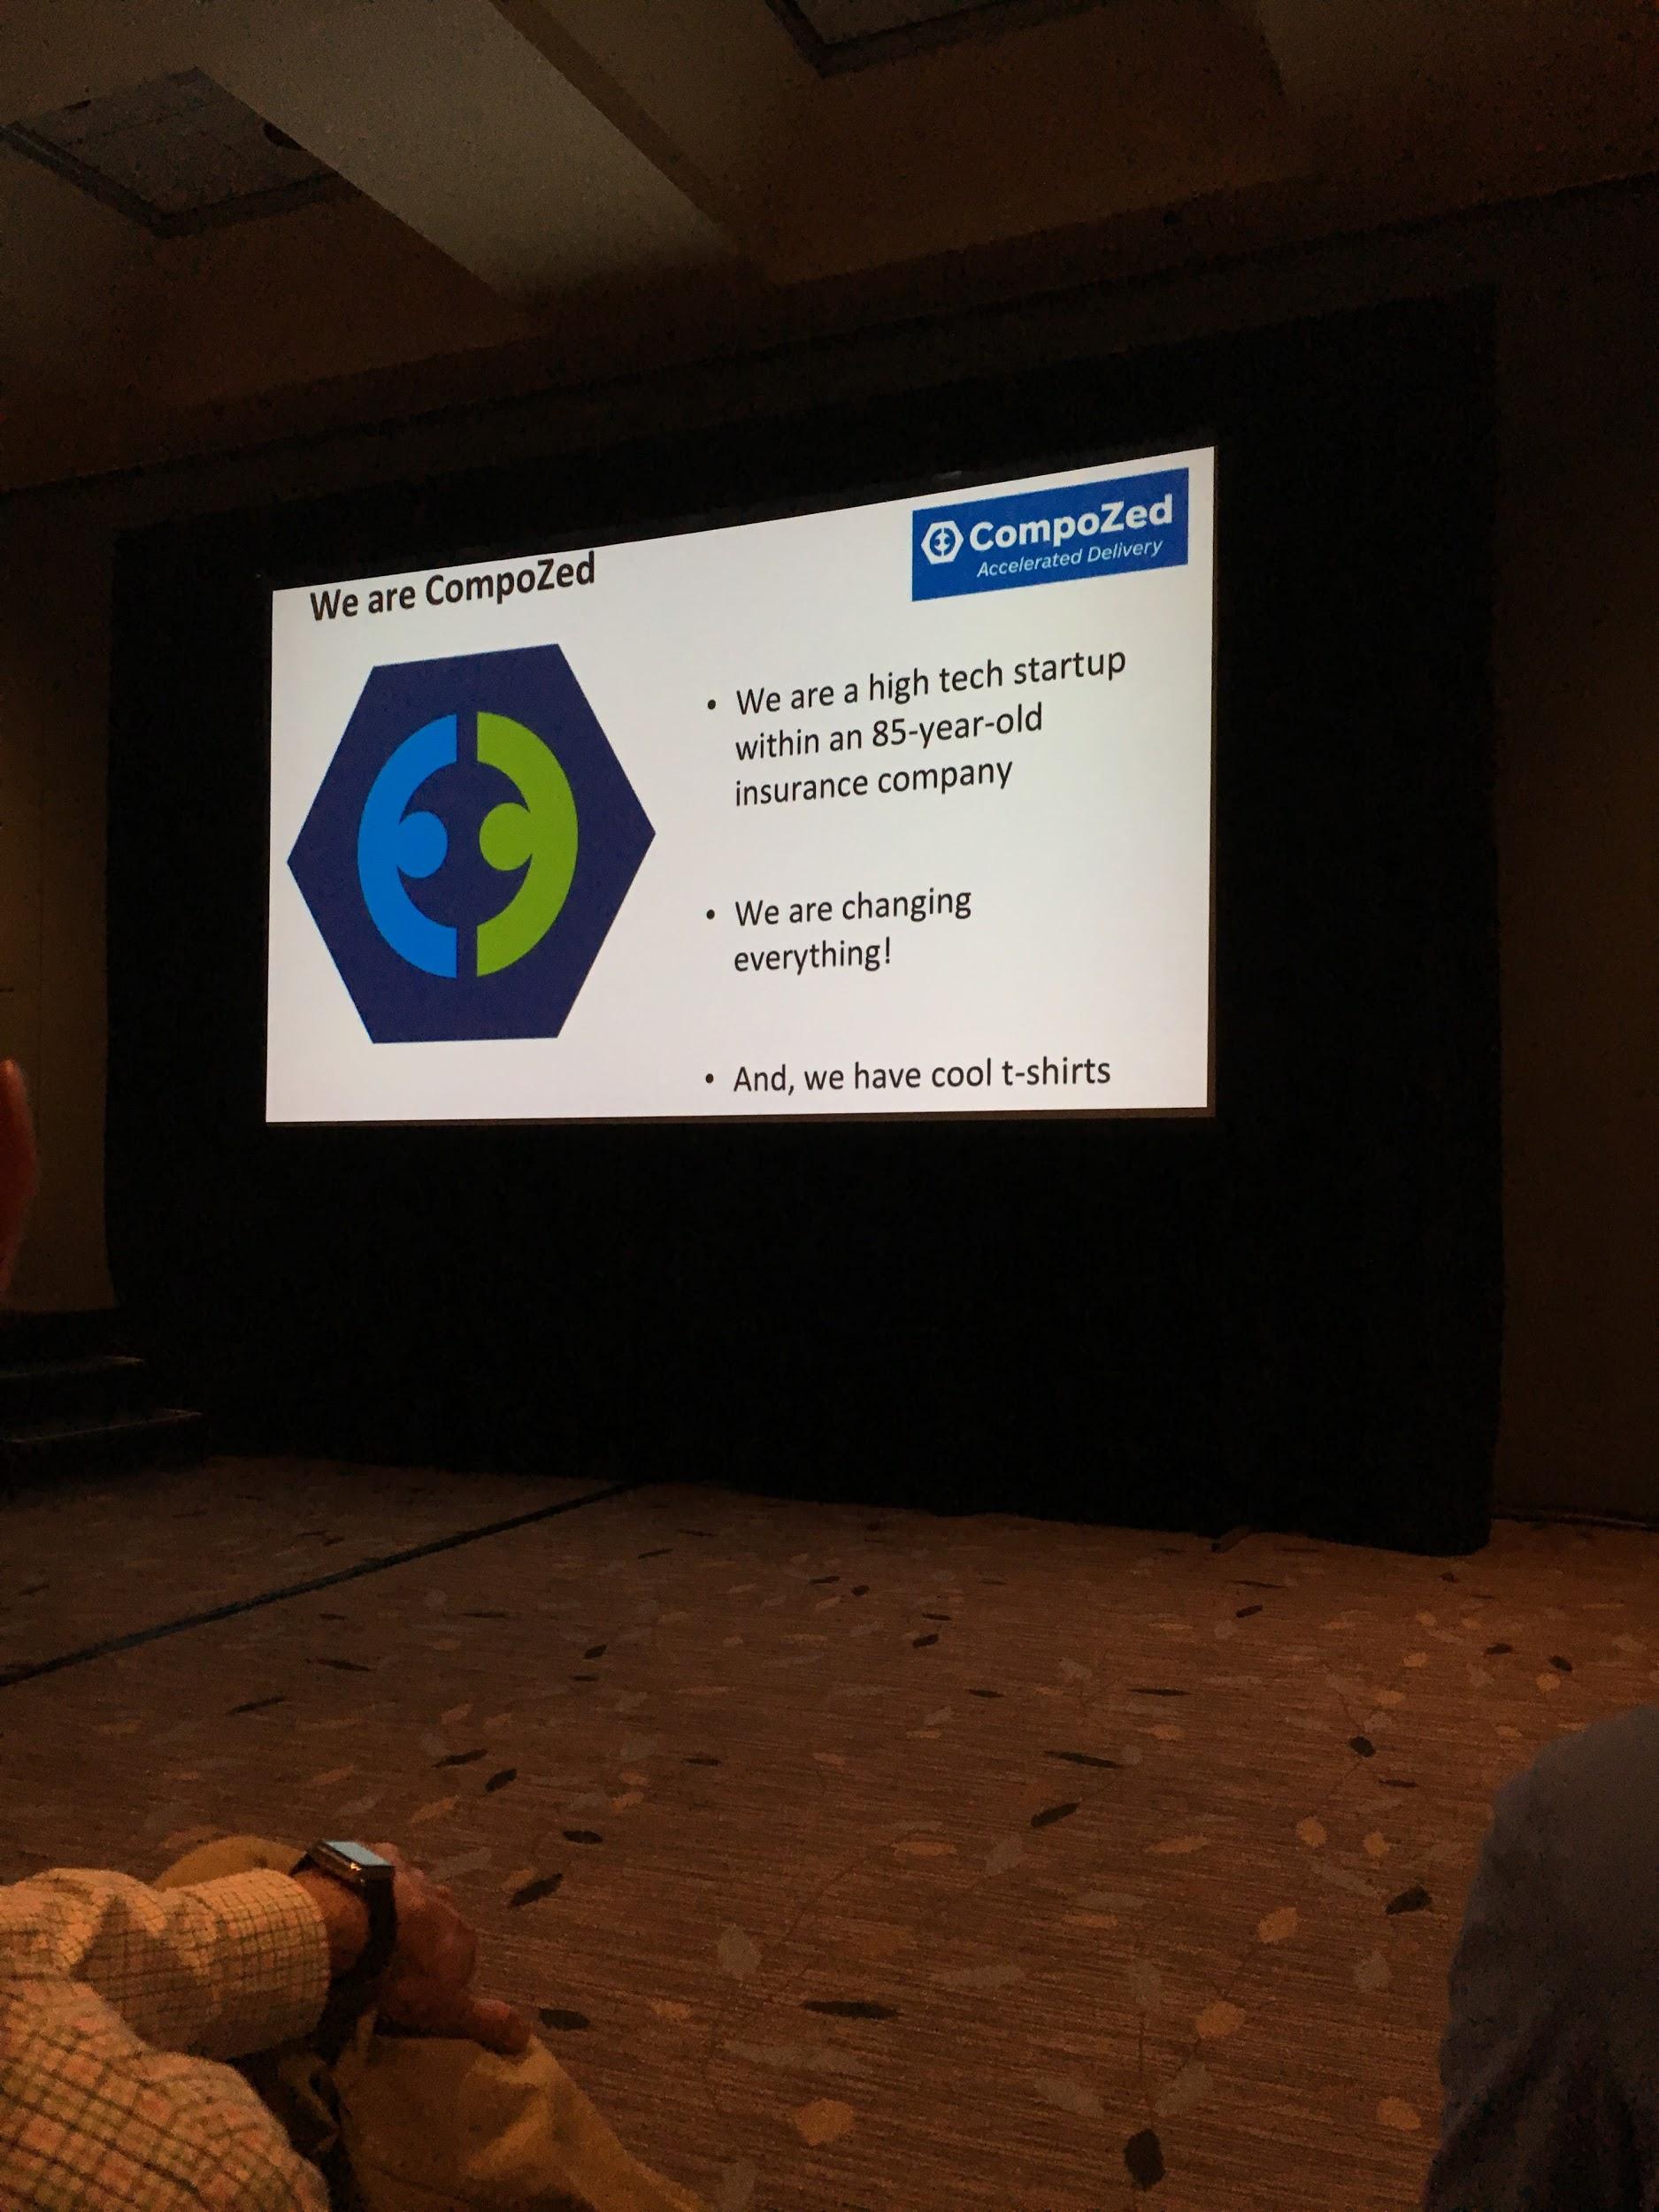 We are CompoZed
CompoZed
Accelerated Delivery
• We are a high tech startup
within an 85-year-old
insurance company
• We are changing
everything!
• And, we have cool t-shirts